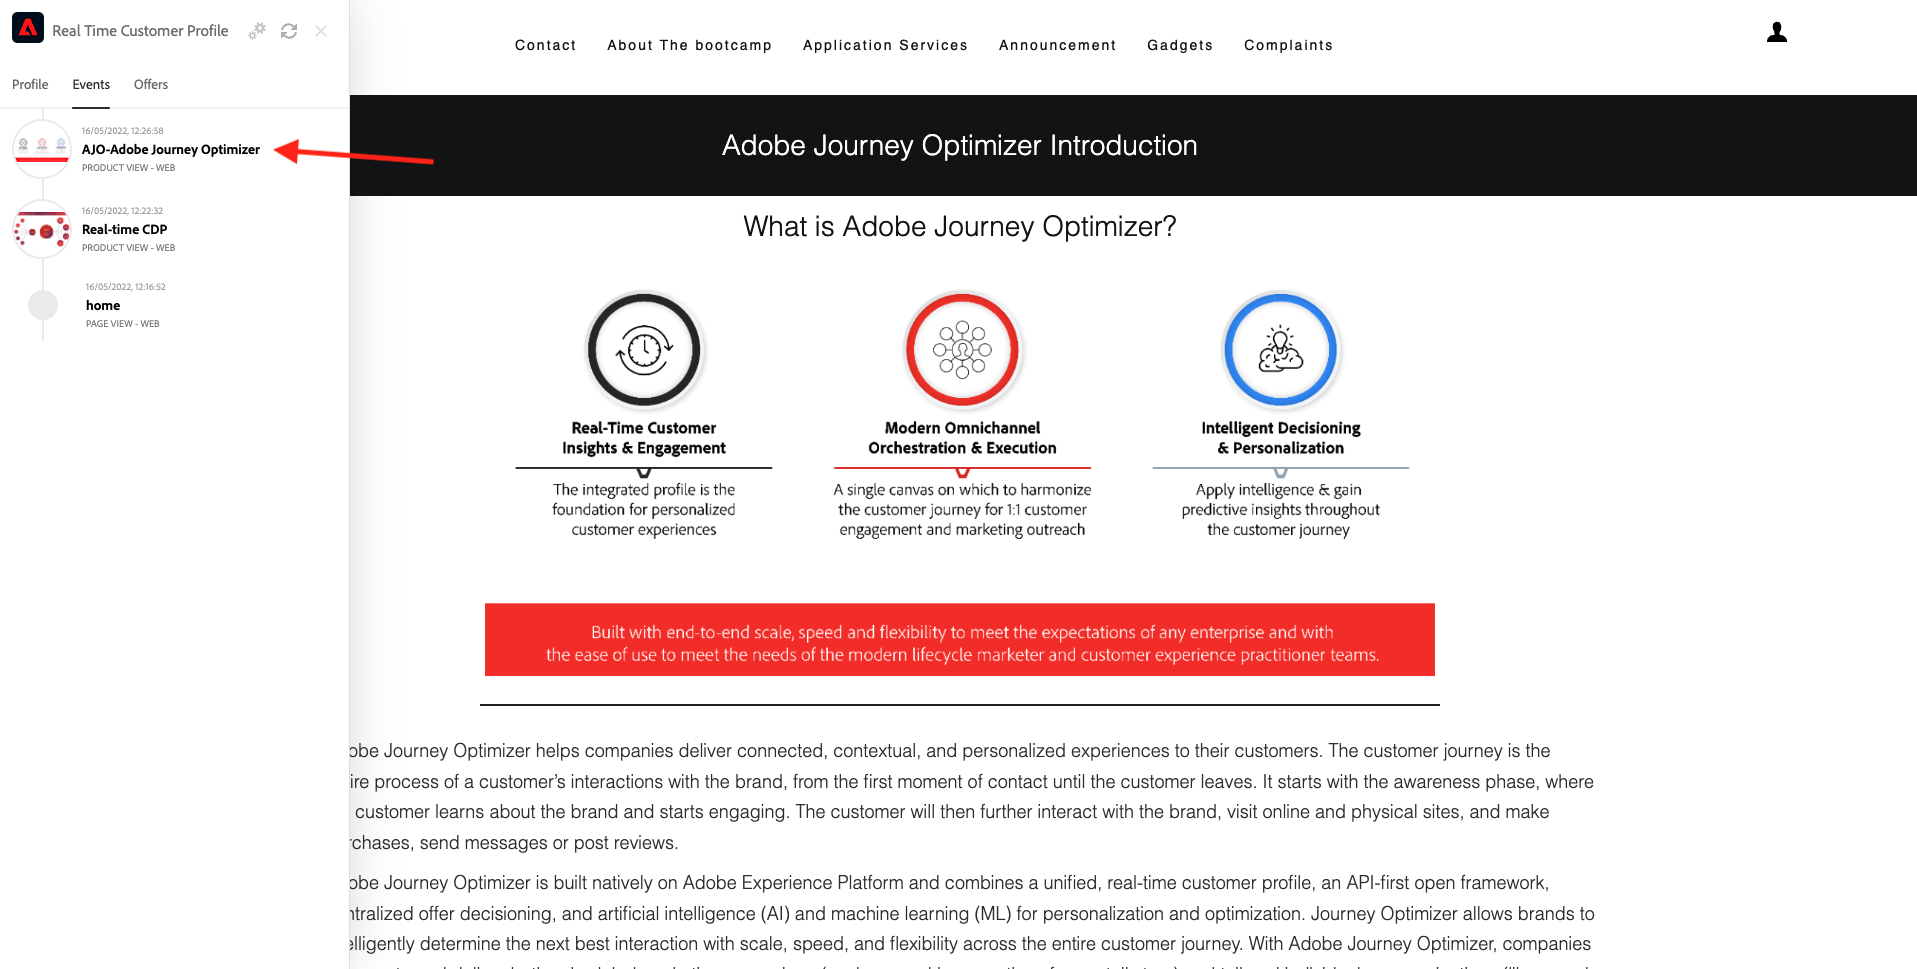 Real Time Customer Profile
Profile Events Offers
16/05/2022, 12:26:58
AJO-Adobe Journey Optimizer
PRODUCT VIEW - WEB
16/05/2022, 12:22:32
Real-time CDP
PRODUCT VIEW - WEB
16/05/2022, 12:16:52
home
PAGE VIEW - WEB
Contact About The bootcamp Application Services Announcement Gadgets Complaints
Adobe Journey Optimizer Introduction
What is Adobe Journey Optimizer?
Real-Time Customer
Insights & Engagement
The integrated profile is the
foundation for personalized
customer experiences
Modern Omnichannel
Orchestration & Execution
A single canvas on which to harmonize
the customer journey for 1:1 customer
engagement and marketing outreach
Intelligent Decisioning
& Personalization
Apply intelligence & gain
predictive insights throughout
the customer journey
Built with end-to-end scale, speed and flexibility to meet the expectations of any enterprise and with
the ease of use to meet the needs of the modern lifecycle marketer and customer experience practitioner teams.
obe Journey Optimizer helps companies deliver connected, contextual, and personalized experiences to their customers. The customer journey is the
ire process of a customer’s interactions with the brand, from the first moment of contact until the customer leaves. It starts with the awareness phase, where
customer learns about the brand and starts engaging. The customer will then further interact with the brand, visit online and physical sites, and make
rchases, send messages or post reviews.
obe Journey Optimizer is built natively on Adobe Experience Platform and combines a unified, real-time customer profile, an API-first open framework,
ntralized offer decisioning, and artificial intelligence (AI) and machine learning (ML) for personalization and optimization. Journey Optimizer allows brands to
elligently determine the next best interaction with scale, speed, and flexibility across the entire customer journey. With Adobe Journey Optimizer, companies